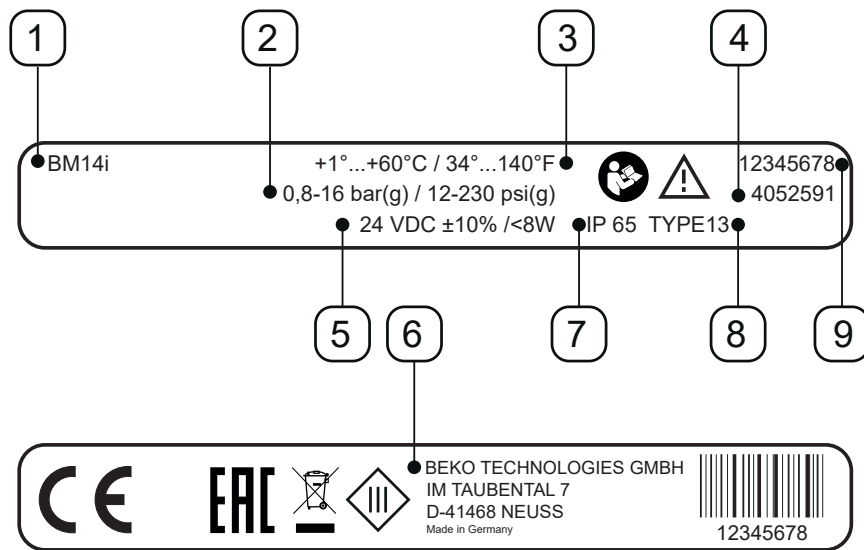 1 2 3 4
BM14i +1°...+60°C / 34°...140°F 12345678
0,8-16 bar(g) / 12-230 psi(g) 4052591
24 VDC ±10% /<8W IP 65 TYPE13
5 6 7 8 9
CE EAC III BEKO TECHNOLOGIES GMBH
IM TAUBENTAL 7
D-41468 NEUSS
Made in Germany
12345678